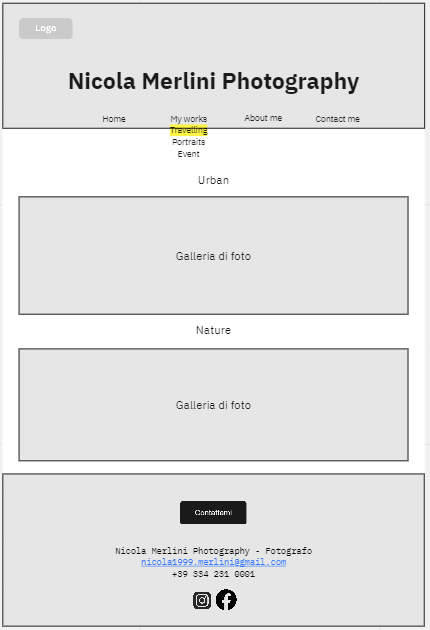 Logo
Nicola Merlini Photography
Home My works About me Contact me
Travelling
Portraits
Event
Urban
Galleria di foto
Nature
Galleria di foto
Contattami
Nicola Merlini Photography - Fotografo
nicola1999.merlini@gmail.com
+39 334 231 0001